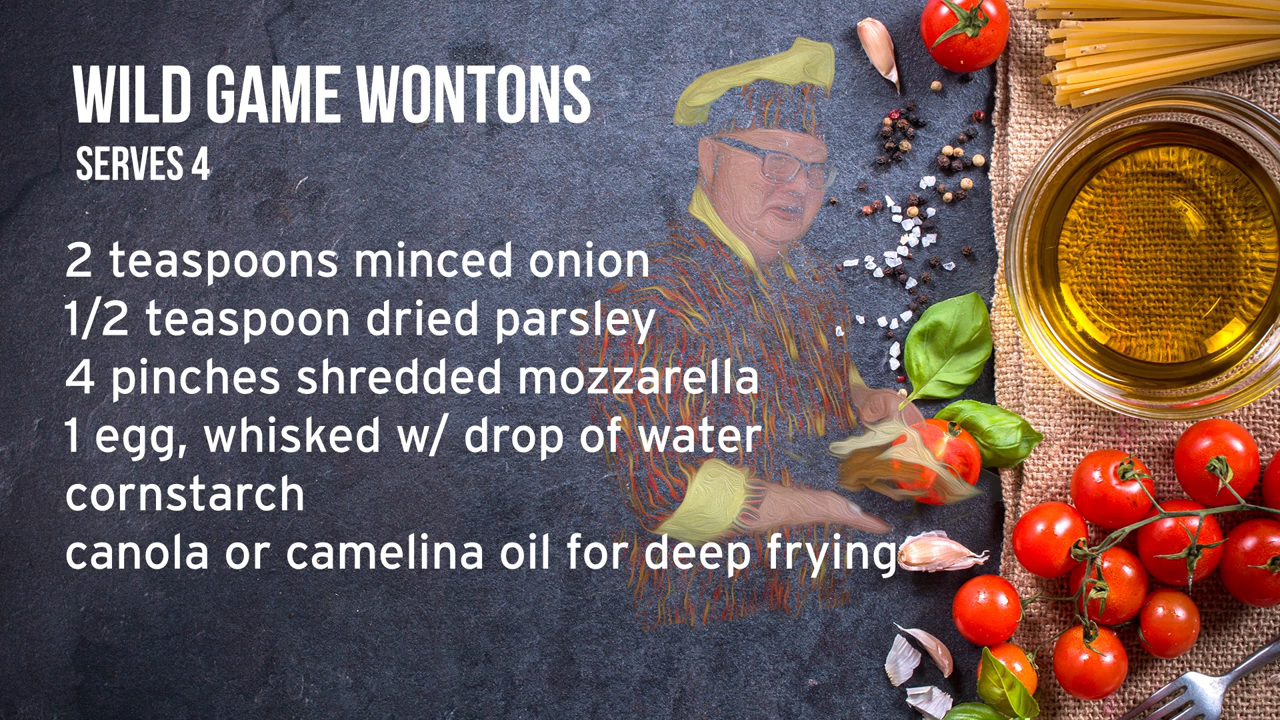 WILD GAME WONTONS
SERVES 4
2 teaspoons minced onion
1/2 teaspoon dried parsley
4 pinches shredded mozzarella
1 egg, whisked w/ drop of water
cornstarch
canola or camelina oil for deep frying